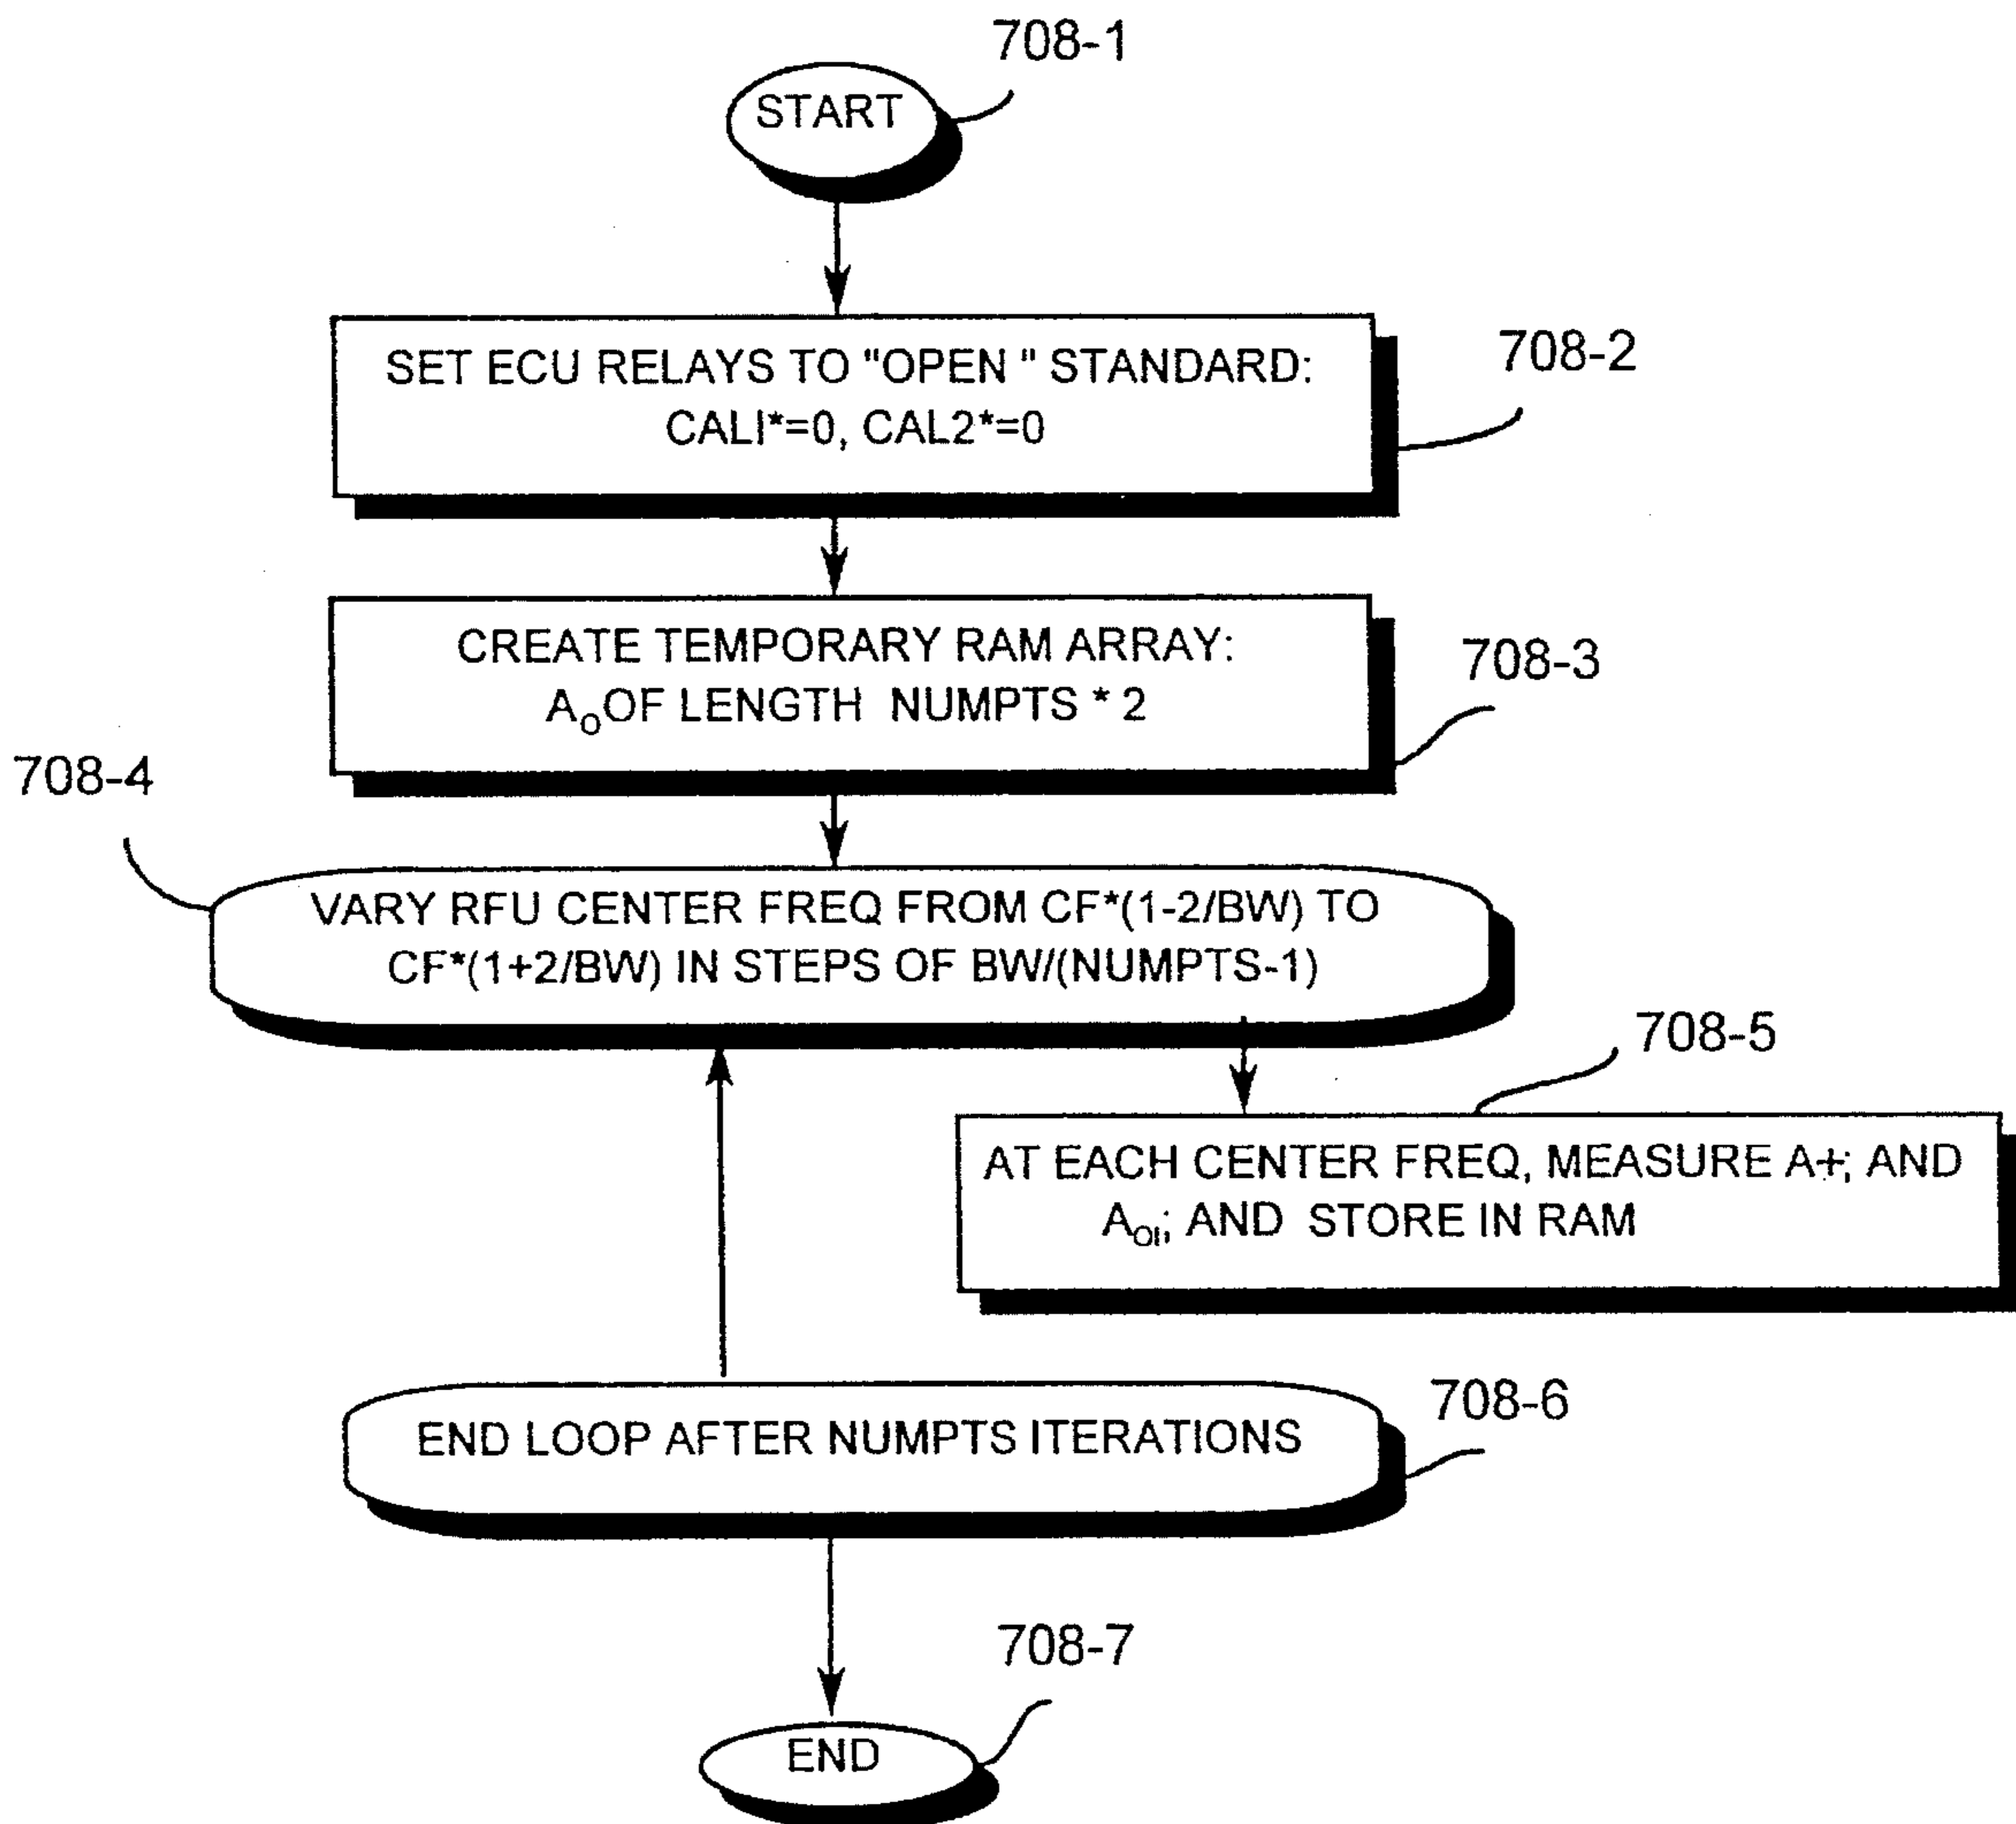 708-1
START
SET ECU RELAYS TO "OPEN " STANDARD:
CALI*=0, CAL2*=0
708-2
CREATE TEMPORARY RAM ARRAY:
A_O OF LENGTH NUMPTS * 2
708-3
708-4
VARY RFU CENTER FREQ FROM CF*(1-2/BW) TO
CF*(1+2/BW) IN STEPS OF BW/(NUMPTS-1)
708-5
AT EACH CENTER FREQ, MEASURE A+; AND
A_OI; AND STORE IN RAM
708-6
END LOOP AFTER NUMPTS ITERATIONS
708-7
END